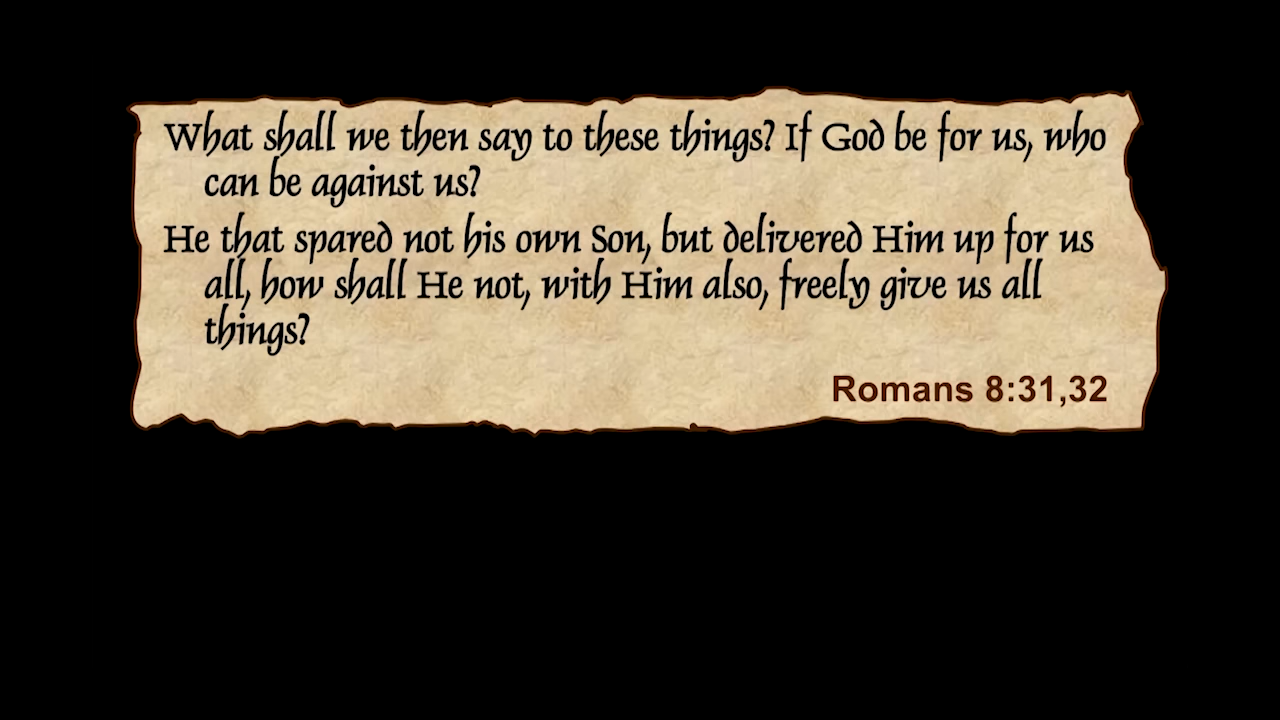 What shall we then say to these things? If God be for us, who
can be against us?
He that spared not his own Son, but delivered Him up for us
all, how shall He not, with Him also, freely give us all
things?
Romans 8:31,32